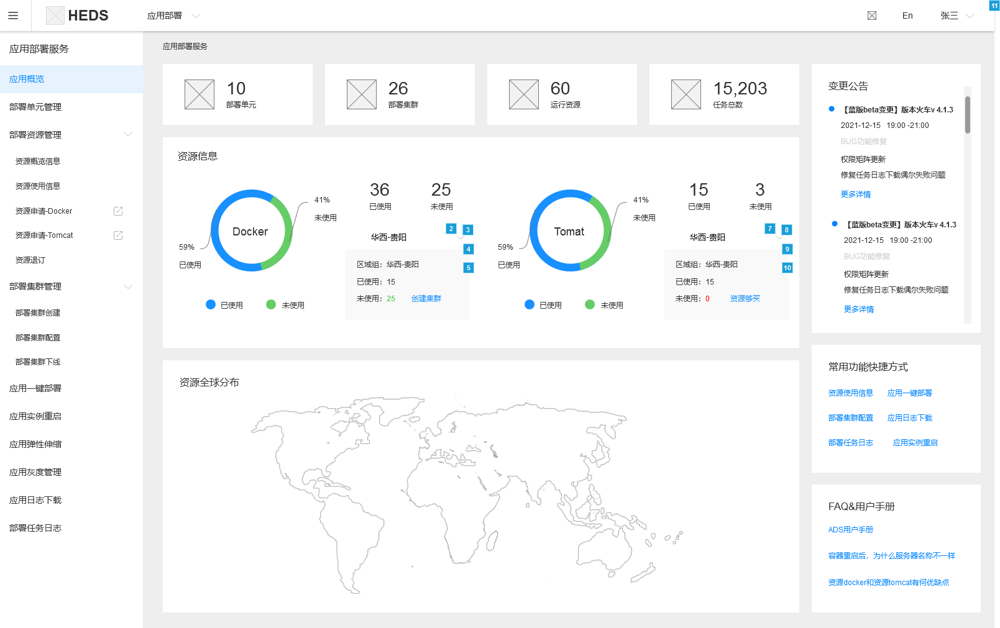 HEDS
应用部署
En
张三
11
应用部署服务
应用概览
部署单元管理
部署资源管理
资源概览信息
资源使用信息
资源申请-Docker
资源申请-Tomcat
资源退订
部署集群管理
部署集群创建
部署集群配置
部署集群下线
应用一键部署
应用实例重启
应用弹性伸缩
应用灰度管理
应用日志下载
部署任务日志
应用部署服务
10
部署单元
26
部署集群
60
运行资源
15,203
任务总数
资源信息
Docker
41%
未使用
59%
已使用
已使用
未使用
36
已使用
25
未使用
2
3
华西-贵阳
4
5
区域组：华西-贵阳
已使用：15
未使用：25 创建集群
Tomat
41%
未使用
59%
已使用
已使用
未使用
15
已使用
3
未使用
7
8
华西-贵阳
9
10
区域组：华西-贵阳
已使用：15
未使用：0 资源够买
资源全球分布
变更公告
【蓝版beta变更】版本火车v 4.1.3
2021-12-15 19:00 -21:00
BUG功能修复
权限矩阵更新
修复任务日志下载偶尔失败问题
更多详情
【蓝版beta变更】版本火车v 4.1.3
2021-12-15 19:00 -21:00
BUG功能修复
权限矩阵更新
修复任务日志下载偶尔失败问题
更多详情
常用功能快捷方式
资源使用信息 应用一键部署
部署集群配置 应用日志下载
部署任务日志 应用实例重启
FAQ&用户手册
ADS用户手册
容器重启后，为什么服务器名称不一样
资源docker和资源tomcat有何优缺点